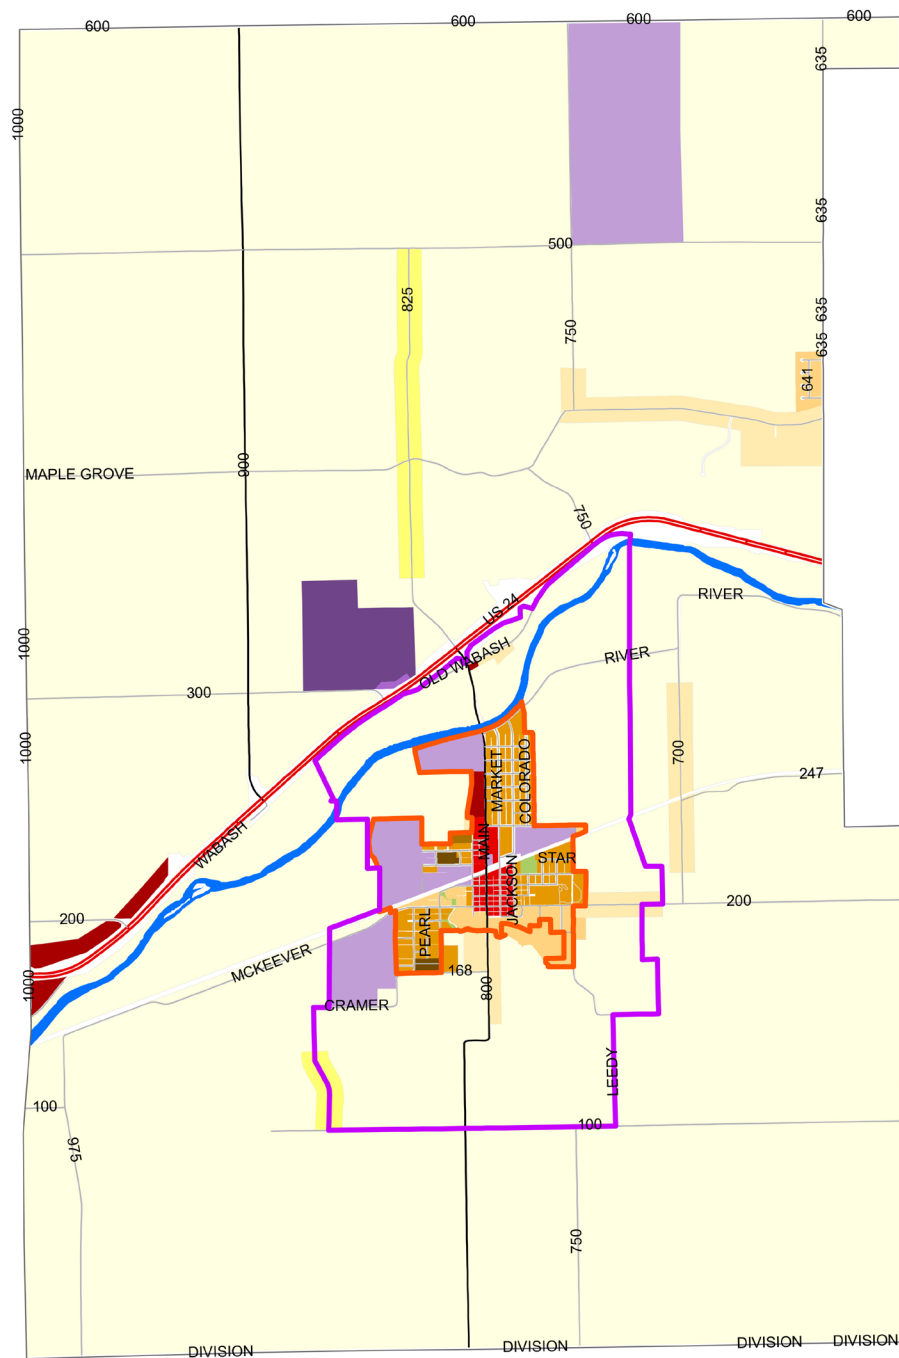 600
600
600
600
635
1000
635
500
825
635
750
635
641
900
MAPLE GROVE
750
RIVER
US 24
1000
OLD WABASH
RIVER
300
1000
MARKET
COLORADO
700
247
WABASH
MAIN
STAR
JACKSON
200
200
PEARL
MCKEEVER
168
1000
800
CRAMER
LEEDY
100
100
975
750
DIVISION
DIVISION
DIVISION
DIVISION